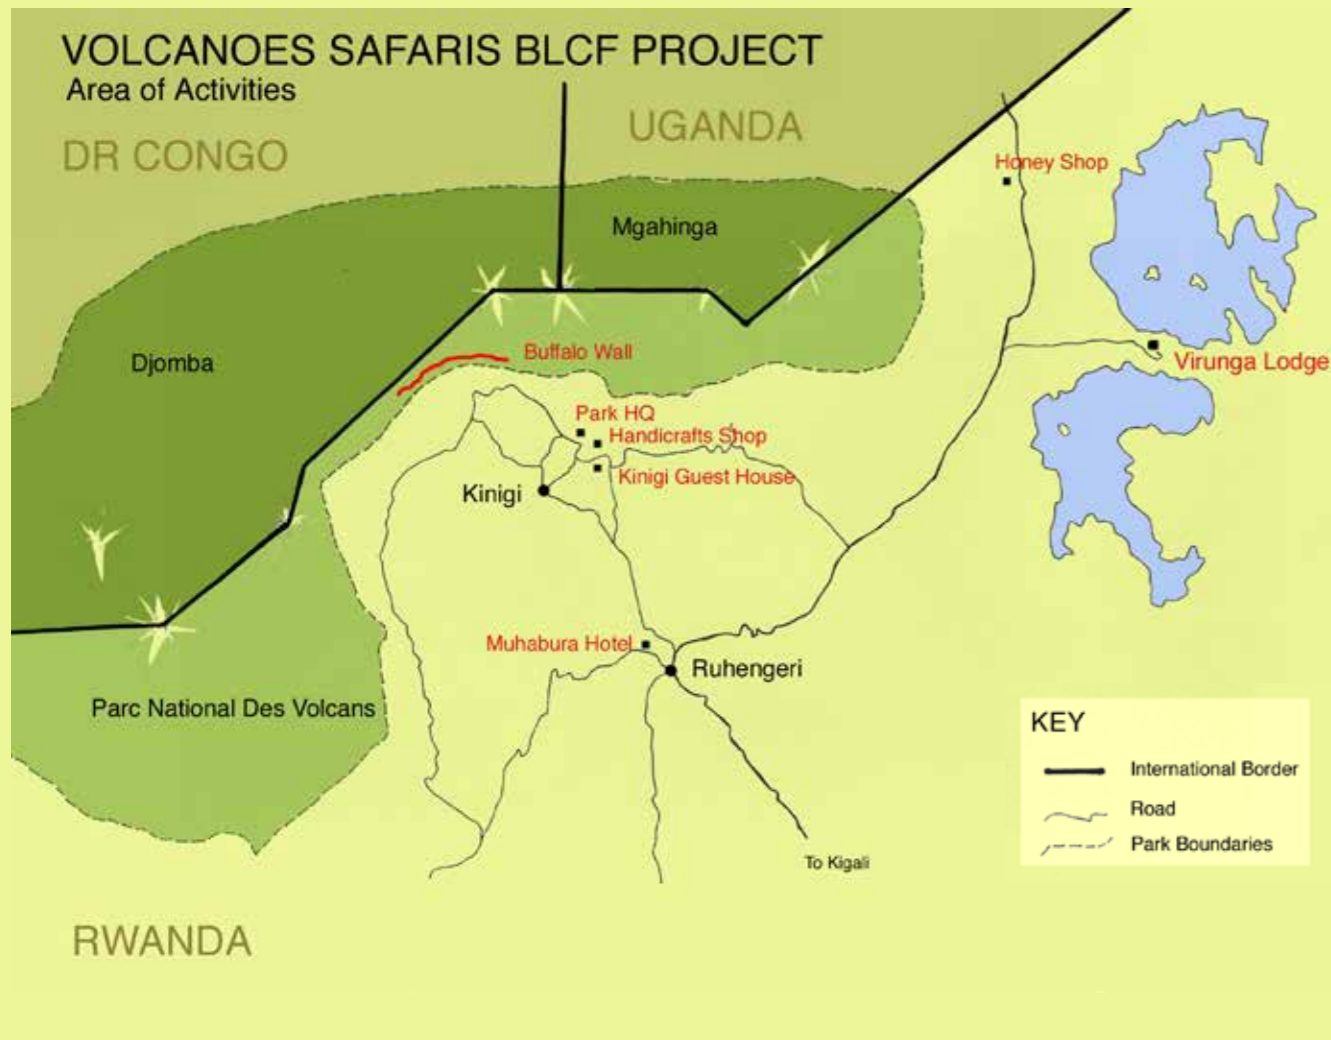 VOLCANOES SAFARIS BLCF PROJECT
Area of Activities
UGANDA
DR CONGO
Honey Shop
Mgahinga
Buffalo Wall
Djomba
Virunga Lodge
Park HQ
Handicrafts Shop
Kinigi Guest House
Kinigi
Muhabura Hotel
Ruhengeri
Parc National Des Volcans
KEY
International Border
Road
Park Boundaries
To Kigali
RWANDA